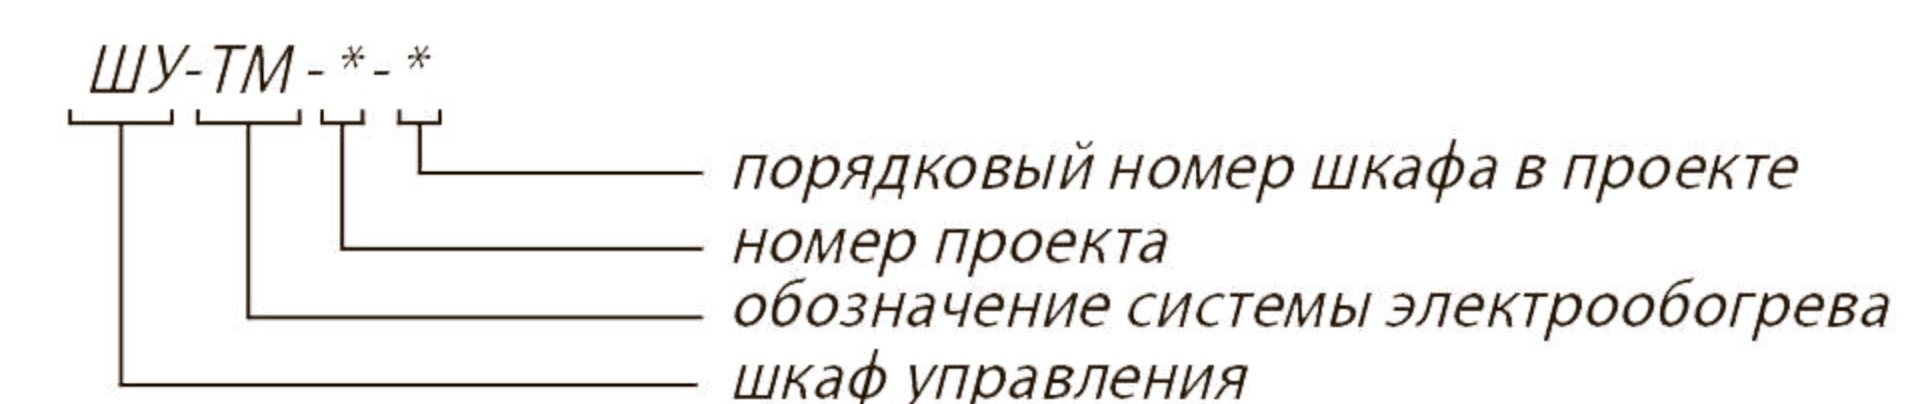 ШУ-ТМ - * - *
порядковый номер шкафа в проекте
номер проекта
обозначение системы электрообогрева
шкаф управления